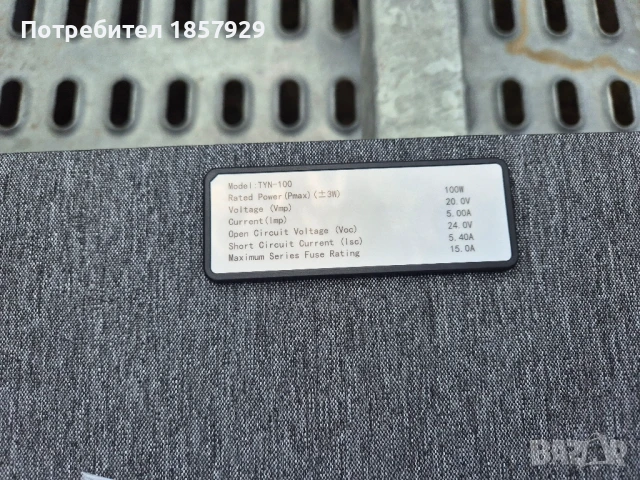 Потребител 1857929
Model:TYN-100
Rated Power(Pmax)(±3W) 100W
Voltage (Vmp) 20.0V
Current(Imp) 5.00A
Open Circuit Voltage (Voc) 24.0V
Short Circuit Current (Isc) 5.40A
Maximum Series Fuse Rating 15.0A
BAZAR